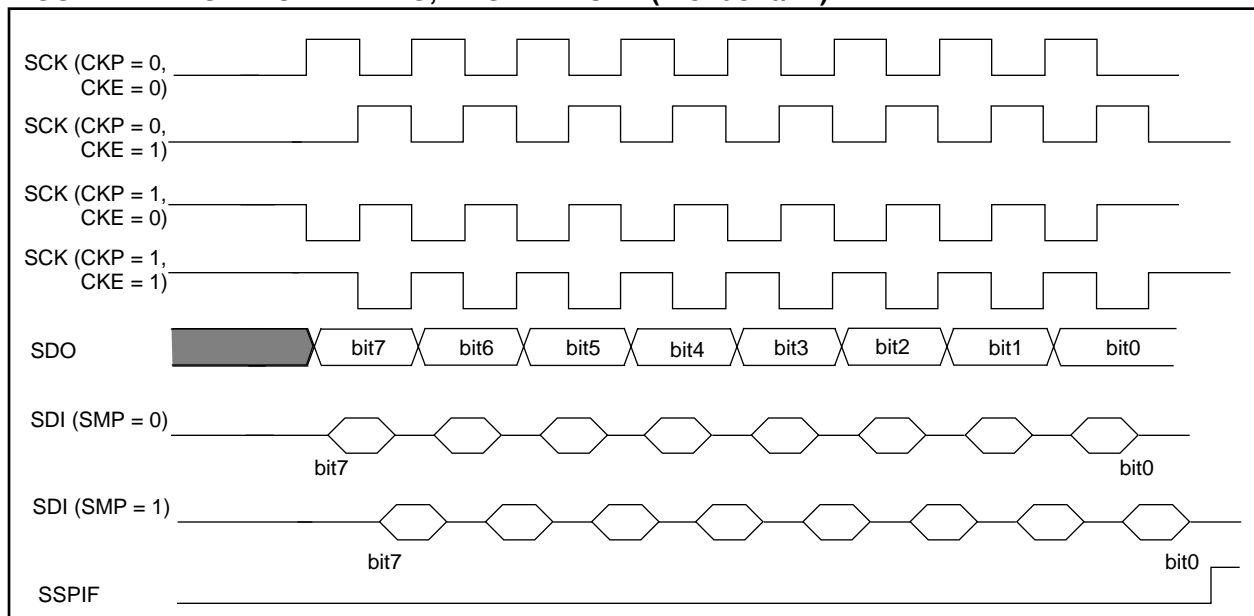 SCK (CKP = 0,
CKE = 0)
SCK (CKP = 0,
CKE = 1)
SCK (CKP = 1,
CKE = 0)
SCK (CKP = 1,
CKE = 1)
SDO
bit7 bit6 bit5 bit4 bit3 bit2 bit1 bit0
SDI (SMP = 0)
bit7 bit0
SDI (SMP = 1)
bit7 bit0
SSPIF